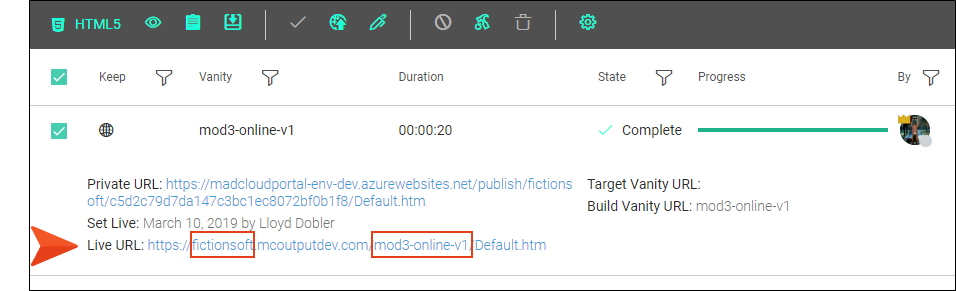 HTML5
Keep Vanity Duration State Progress By
mod3-online-v1 00:00:20 Complete
Private URL: https://madcloudportal-env-dev.azurewebsites.net/publish/fictions
oft/c5d2c79d7da147c3bc1ec8072bf0b1f8/Default.htm
Set Live: March 10, 2019 by Lloyd Dobler
Live URL: https://fictionsoft.mcoutputdev.com/mod3-online-v1/Default.htm
Target Vanity URL:
Build Vanity URL: mod3-online-v1